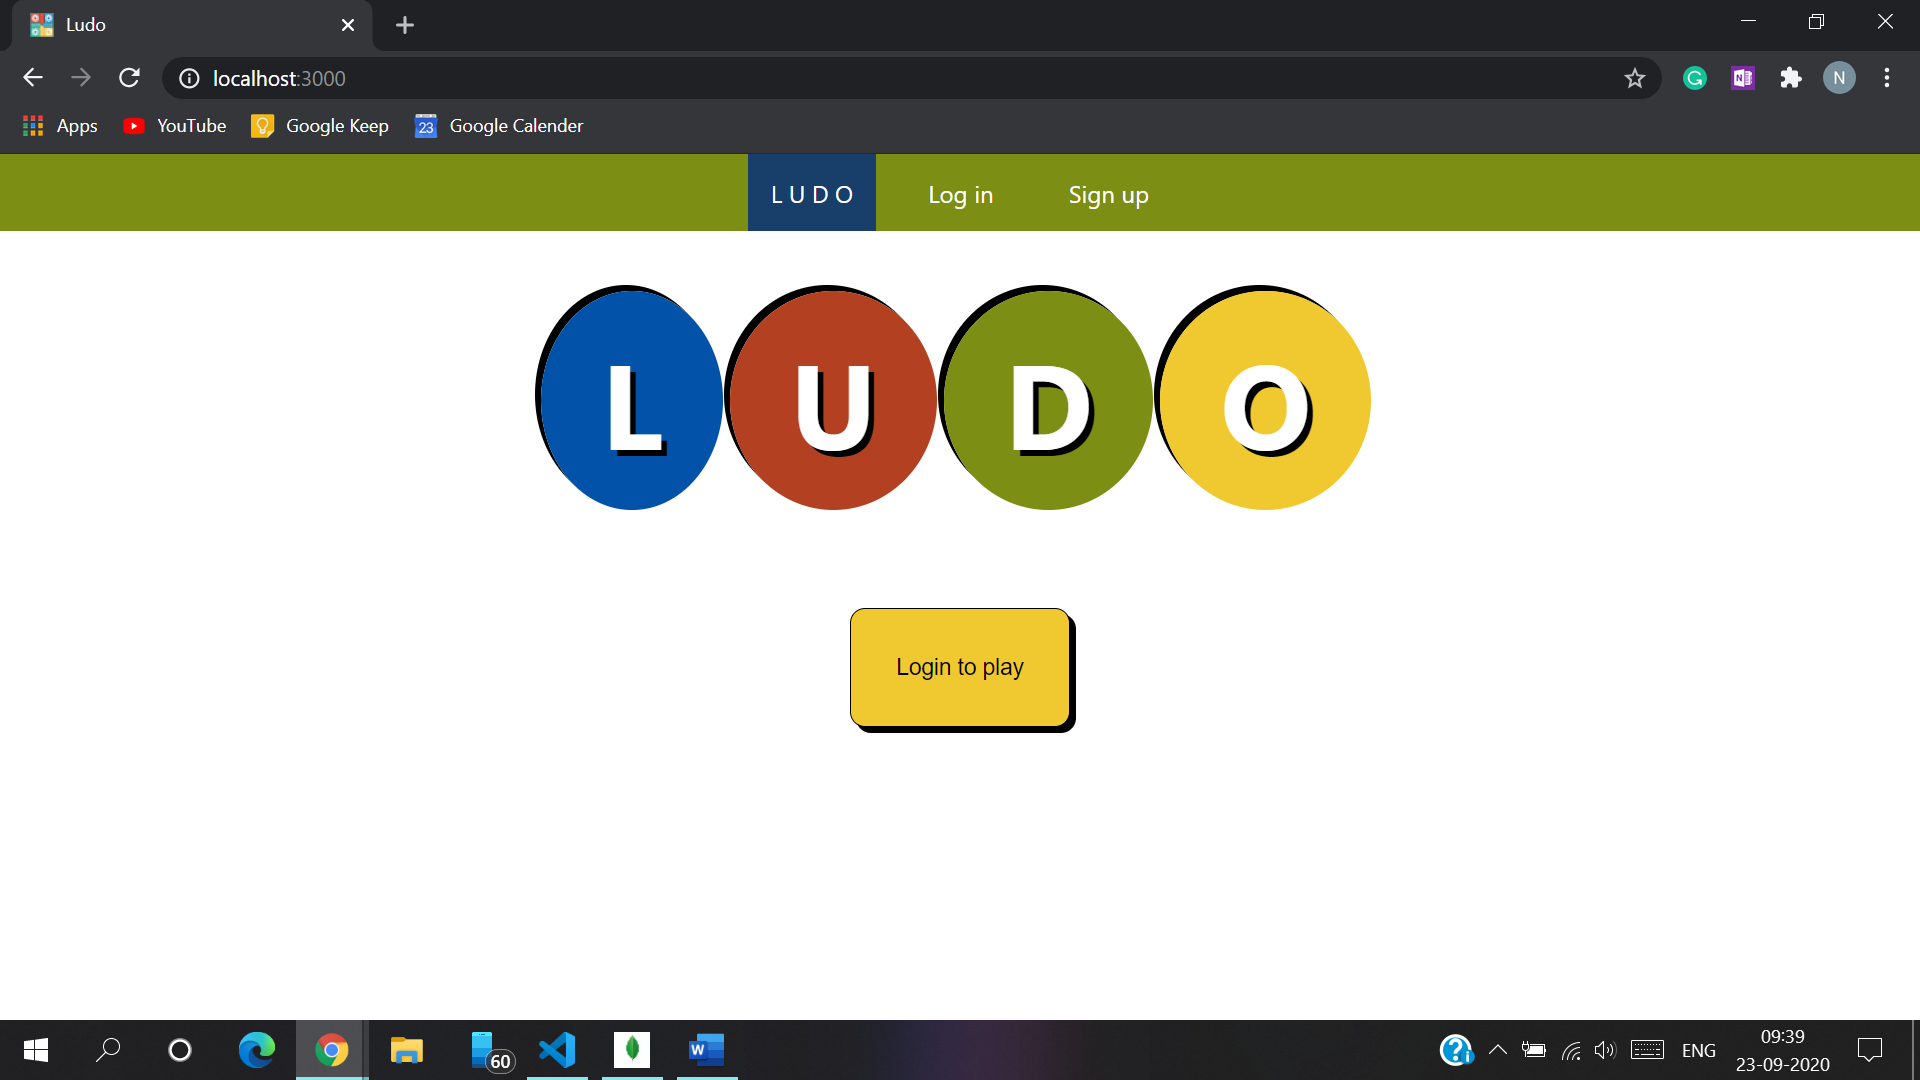 Ludo
localhost:3000
N
Apps YouTube Google Keep 23 Google Calender
L U D O Log in Sign up
L U D O
Login to play
60
W
ENG
09:39
23-09-2020